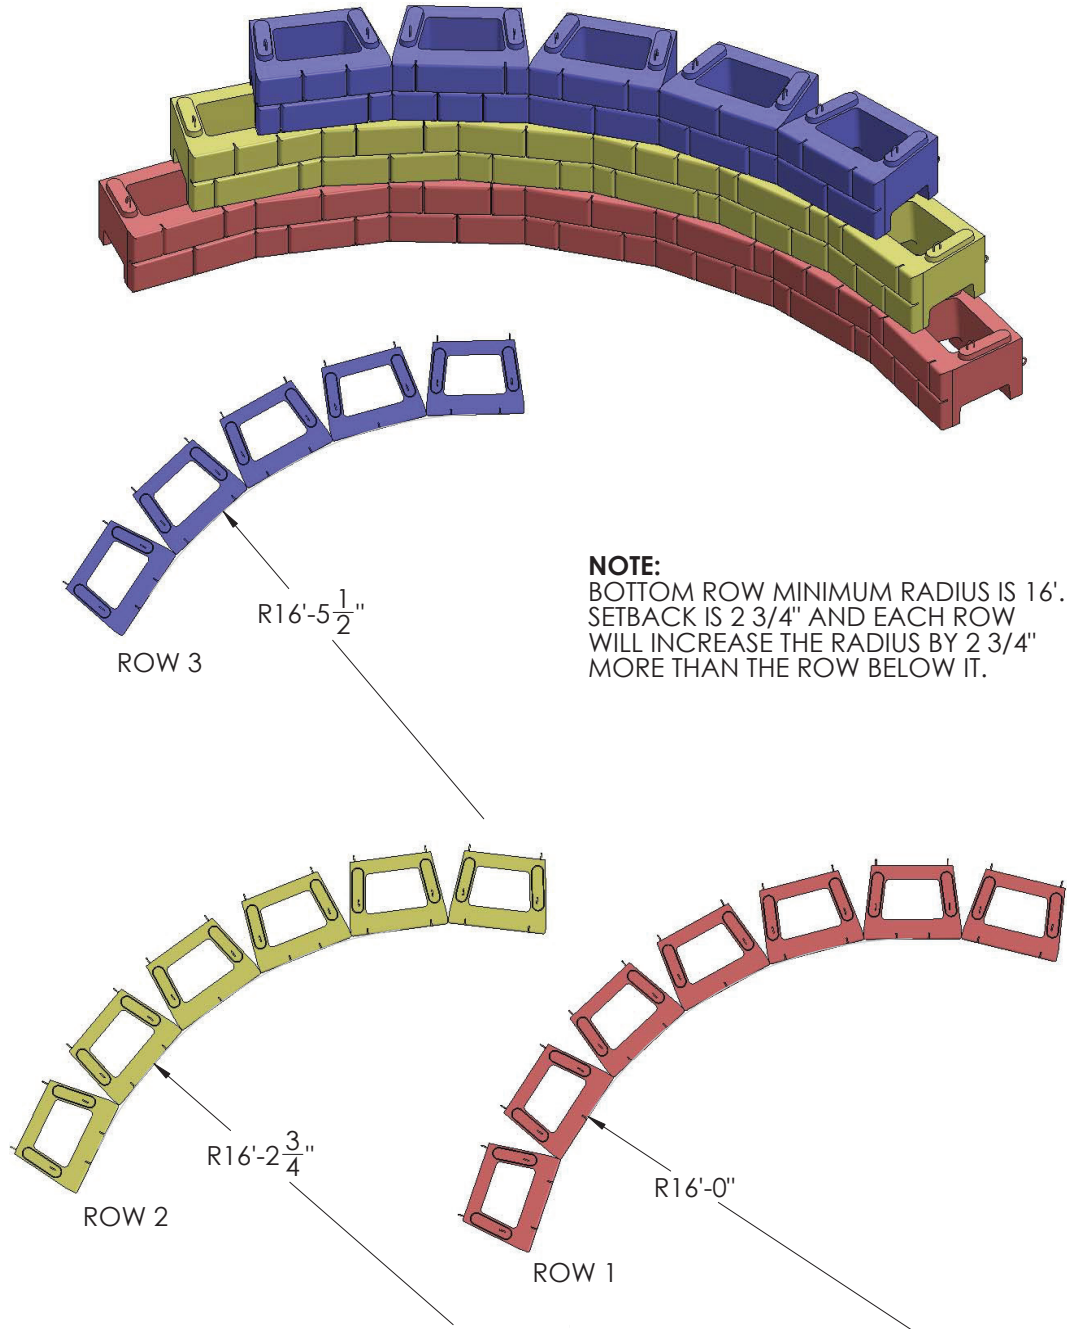 R16'-5 1/2"
ROW 3
NOTE:
BOTTOM ROW MINIMUM RADIUS IS 16'.
SETBACK IS 2 3/4" AND EACH ROW
WILL INCREASE THE RADIUS BY 2 3/4"
MORE THAN THE ROW BELOW IT.
R16'-2 3/4"
ROW 2
R16'-0"
ROW 1